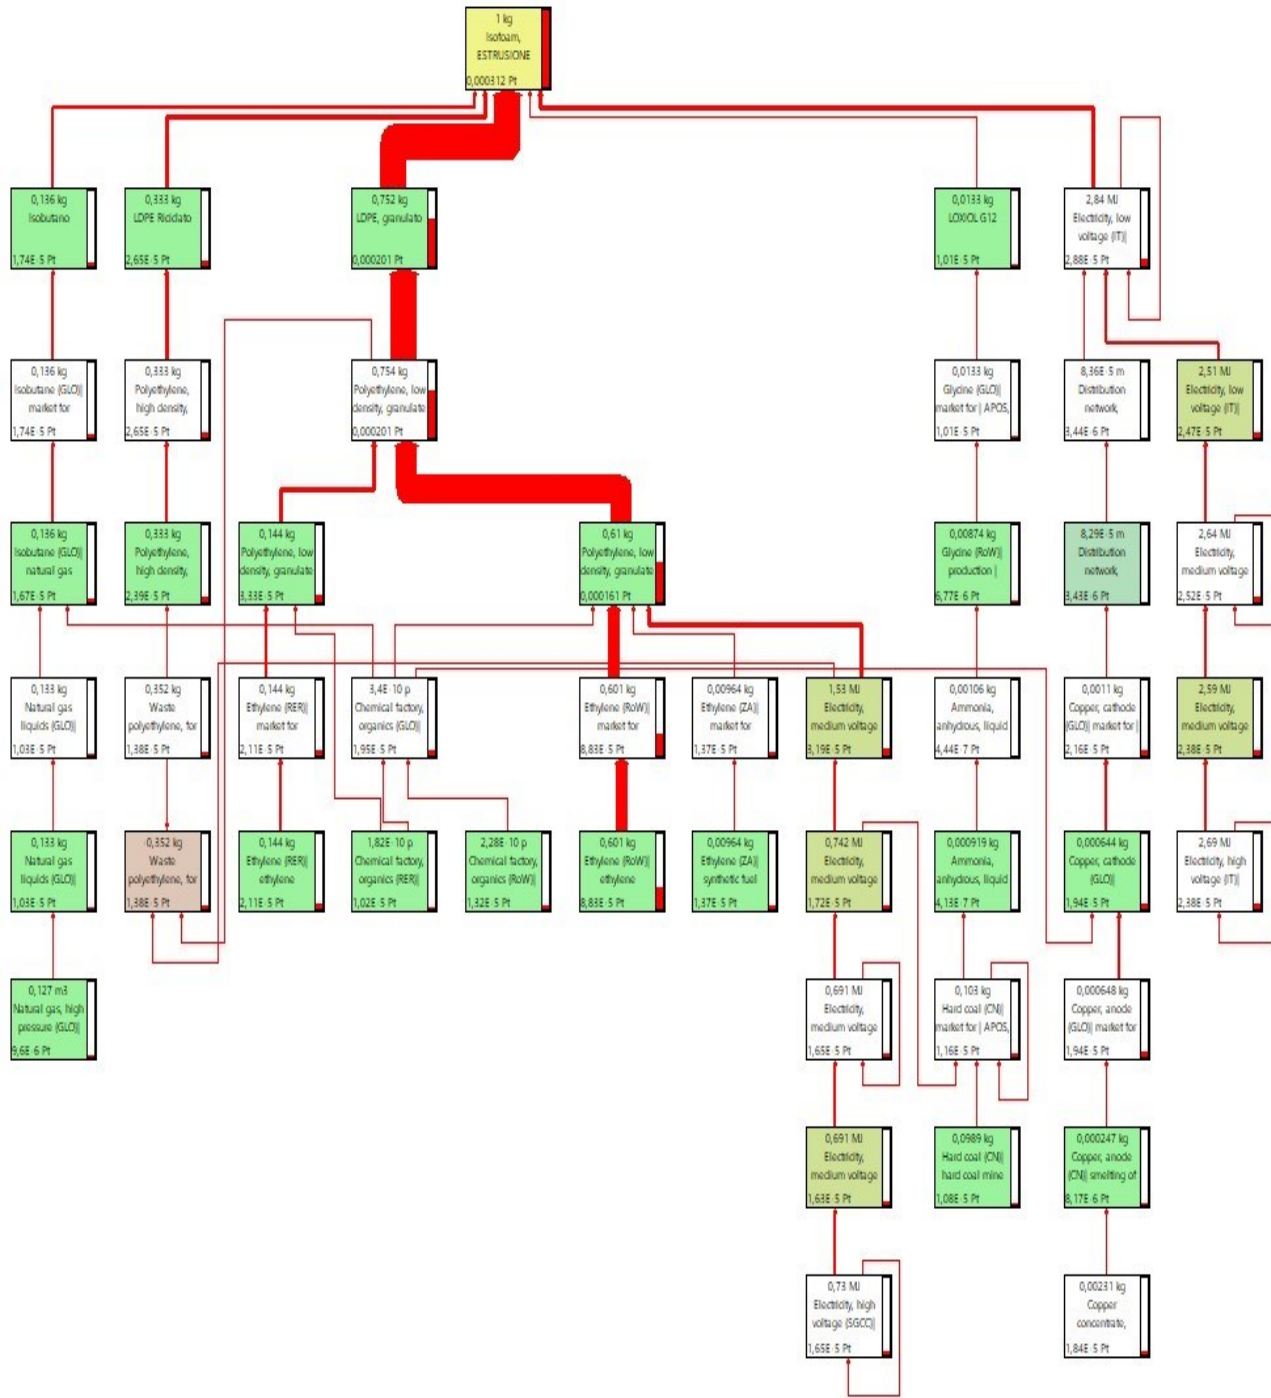 1 kg
Isofoam,
ESTRUSIONE
0,000312 Pt
0,136 kg
Isobutano
1,74E-5 Pt
0,333 kg
LDPE Riciclato
2,65E-5 Pt
0,752 kg
LDPE, granulato
0,000201 Pt
0,0133 kg
LOXIOL G12
1,01E-5 Pt
2,84 MJ
Electricity, low
voltage (IT)|
2,88E-5 Pt
0,136 kg
Isobutane (GLO)|
market for
1,74E-5 Pt
0,333 kg
Polyethylene,
high density,
2,65E-5 Pt
0,754 kg
Polyethylene, low
density, granulate
0,000201 Pt
0,0133 kg
Glycine (GLO)|
market for | APOS,
1,01E-5 Pt
8,36E-5 m
Distribution
network,
3,44E-6 Pt
2,51 MJ
Electricity, low
voltage (IT)|
2,47E-5 Pt
0,136 kg
Isobutane (GLO)|
natural gas
1,67E-5 Pt
0,333 kg
Polyethylene,
high density,
2,39E-5 Pt
0,144 kg
Polyethylene, low
density, granulate
3,33E-5 Pt
0,61 kg
Polyethylene, low
density, granulate
0,000161 Pt
0,00874 kg
Glycine (RoW)|
production |
6,77E-6 Pt
8,29E-5 m
Distribution
network,
3,43E-6 Pt
2,64 MJ
Electricity,
medium voltage
2,52E-5 Pt
0,133 kg
Natural gas
liquids (GLO)|
1,03E-5 Pt
0,352 kg
Waste
polyethylene, for
1,38E-5 Pt
0,144 kg
Ethylene (RER)|
market for
2,11E-5 Pt
3,4E-10 p
Chemical factory,
organics (GLO)|
1,95E-5 Pt
0,601 kg
Ethylene (RoW)|
market for
8,83E-5 Pt
0,00964 kg
Ethylene (ZA)|
market for
1,37E-5 Pt
1,53 MJ
Electricity,
medium voltage
3,19E-5 Pt
0,00106 kg
Ammonia,
anhydrous, liquid
4,44E-7 Pt
0,0011 kg
Copper, cathode
(GLO)| market for |
2,16E-5 Pt
2,59 MJ
Electricity,
medium voltage
2,38E-5 Pt
0,133 kg
Natural gas
liquids (GLO)|
1,03E-5 Pt
-0,352 kg
Waste
polyethylene, for
1,38E-5 Pt
0,144 kg
Ethylene (RER)|
ethylene
2,11E-5 Pt
1,82E-10 p
Chemical factory,
organics (RER)|
1,02E-5 Pt
2,28E-10 p
Chemical factory,
organics (RoW)|
1,32E-5 Pt
0,601 kg
Ethylene (RoW)|
ethylene
8,83E-5 Pt
0,00964 kg
Ethylene (ZA)|
synthetic fuel
1,37E-5 Pt
0,742 MJ
Electricity,
medium voltage
1,72E-5 Pt
0,000919 kg
Ammonia,
anhydrous, liquid
4,13E-7 Pt
0,000644 kg
Copper, cathode
(GLO)|
1,94E-5 Pt
2,69 MJ
Electricity, high
voltage (IT)|
2,38E-5 Pt
0,127 m3
Natural gas, high
pressure (GLO)|
9,6E-6 Pt
0,691 MJ
Electricity,
medium voltage
1,65E-5 Pt
0,103 kg
Hard coal (CN)|
market for | APOS,
1,16E-5 Pt
0,000648 kg
Copper, anode
(GLO)| market for
1,94E-5 Pt
0,691 MJ
Electricity,
medium voltage
1,63E-5 Pt
0,0989 kg
Hard coal (CN)|
hard coal mine
1,08E-5 Pt
0,000247 kg
Copper, anode
(CN)| smelting of
8,17E-6 Pt
0,73 MJ
Electricity, high
voltage (SGCC)|
1,65E-5 Pt
0,00231 kg
Copper
concentrate,
1,84E-5 Pt